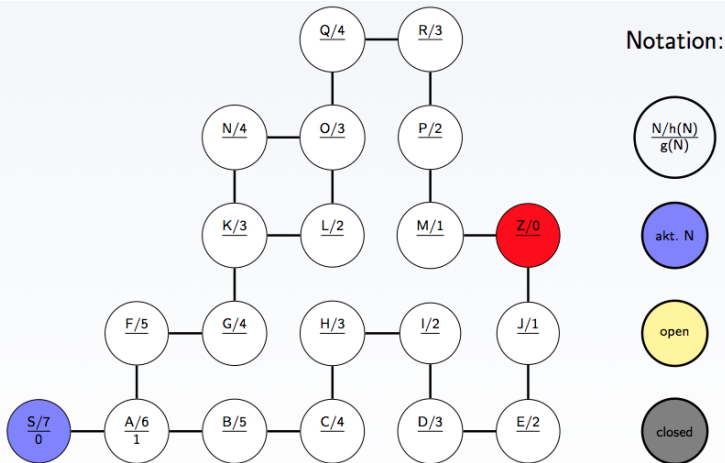 Q/4 R/3
Notation:
N/4 O/3 P/2
N/h(N)
g(N)
K/3 L/2 M/1 Z/0
akt. N
F/5 G/4 H/3 I/2 J/1
open
S/7
0
A/6
1
B/5 C/4 D/3 E/2
closed